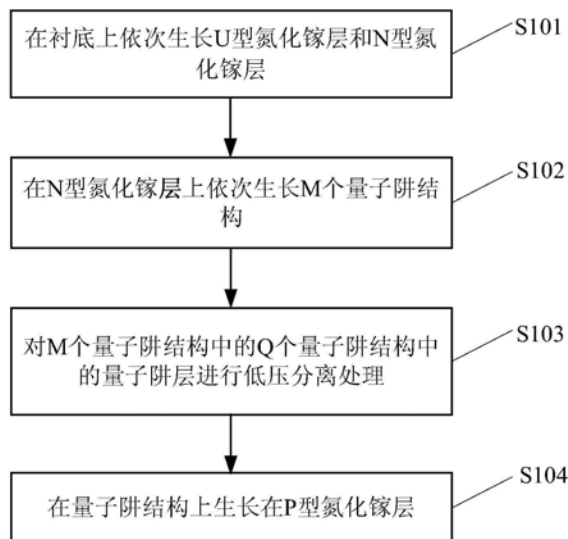 在衬底上依次生长U型氮化镓层和N型氮
化镓层
S101
在N型氮化镓层上依次生长M个量子阱结
构
S102
对M个量子阱结构中的Q个量子阱结构中
的量子阱层进行低压分离处理
S103
在量子阱结构上生长在P型氮化镓层
S104